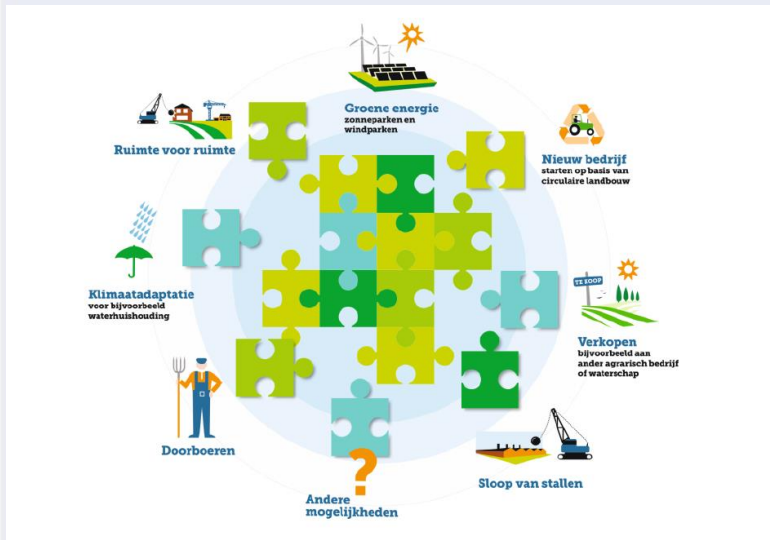 Groene energie
zonneparken en
windparken
Nieuw bedrijf
starten op basis van
circulaire landbouw
TE KOOP
Verkopen
bijvoorbeeld aan
ander agrarisch bedrijf
of waterschap
Sloop van stallen
?
Andere
mogelijkheden
Doorboeren
Klimaatadaptatie
voor bijvoorbeeld
waterhuishouding
Ruimte voor ruimte